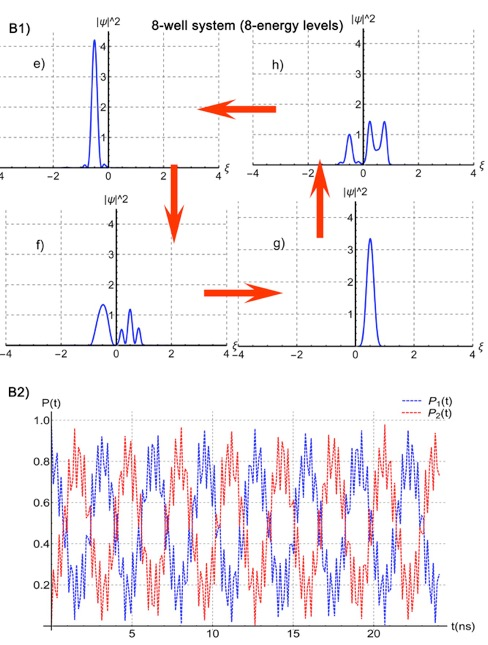 B1)
8-well system (8-energy levels)
|ψ|^2
|ψ|^2
e)
h)
4
3
2
1
4
3
2
1
4 −2 0 2 4 ξ
−4 −2 0 2 4 ξ
|ψ|^2
|ψ|^2
f)
g)
4
3
2
1
4
3
2
1
−4 −2 0 2 4 ξ
−4 −2 0 2 4 ξ
B2)
P(t)
P₁(t)
P₂(t)
1.0
0.8
0.6
0.4
0.2
5 10 15 20 t(ns)